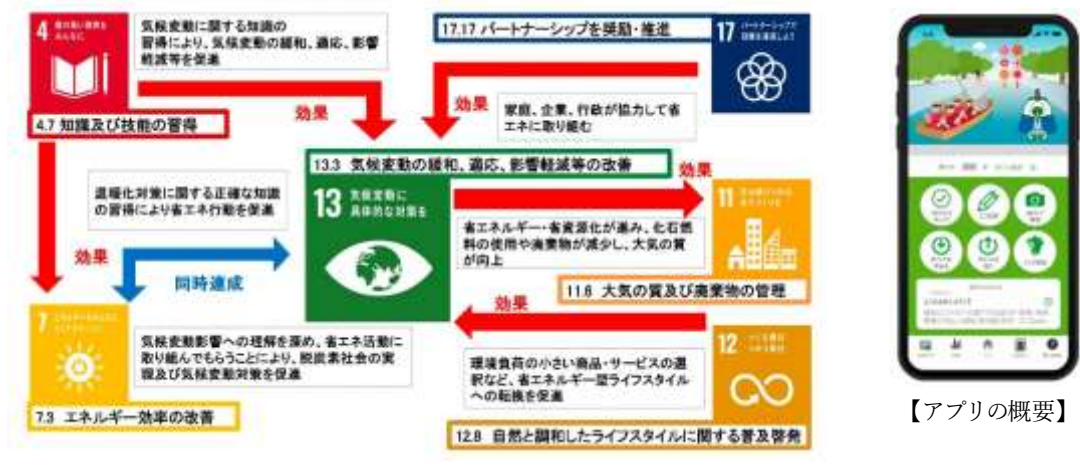 4
気候変動に関する知識の
習得により、気候変動の緩和、適応、影響
軽減等を促進
効果
4.7 知識及び技能の習得
17.17 パートナーシップを奨励・推進
17 パートナーシップで
目標を達成しよう
効果
家庭、企業、行政が協力して省
エネに取り組む
13.3 気候変動の緩和、適応、影響軽減等の改善
13 気候変動に
具体的な対策を
効果
11
省エネルギー・省資源化が進み、化石燃
料の使用や廃棄物が減少し、大気の質
が向上
11.6 大気の質及び廃棄物の管理
温暖化対策に関する正確な知識
の習得により省エネ行動を促進
効果
同時達成
7
気候変動影響への理解を深め、省エネ活動に
取り組んでもらうことにより、脱炭素社会の実
現及び気候変動対策を促進
7.3 エネルギー効率の改善
効果
12
環境負荷の小さい商品・サービスの選
択など、省エネルギー型ライフスタイル
への転換を促進
12.8 自然と調和したライフスタイルに関する普及啓発
【アプリの概要】